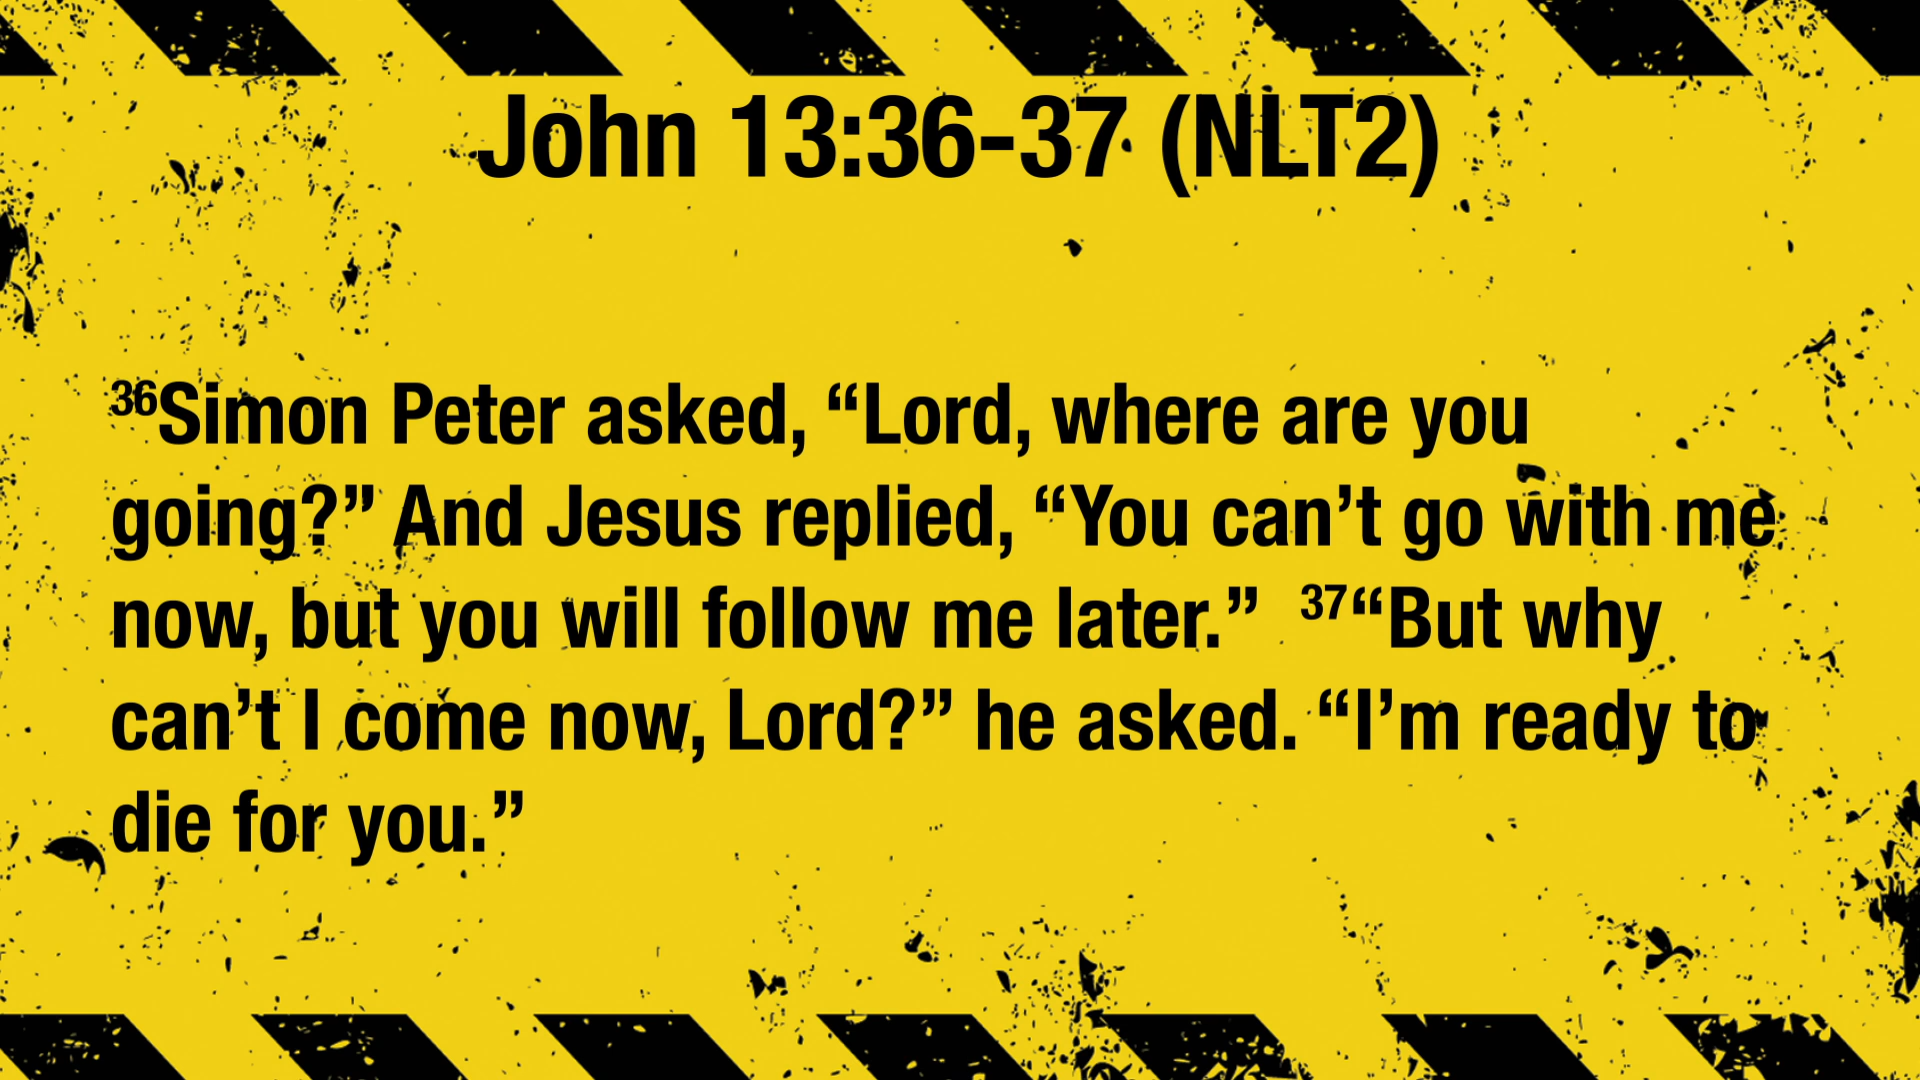 John 13:36-37 (NLT2)
³⁶Simon Peter asked, “Lord, where are you
going?” And Jesus replied, “You can’t go with me
now, but you will follow me later.”  ³⁷“But why
can’t I come now, Lord?” he asked. “I’m ready to
die for you.”